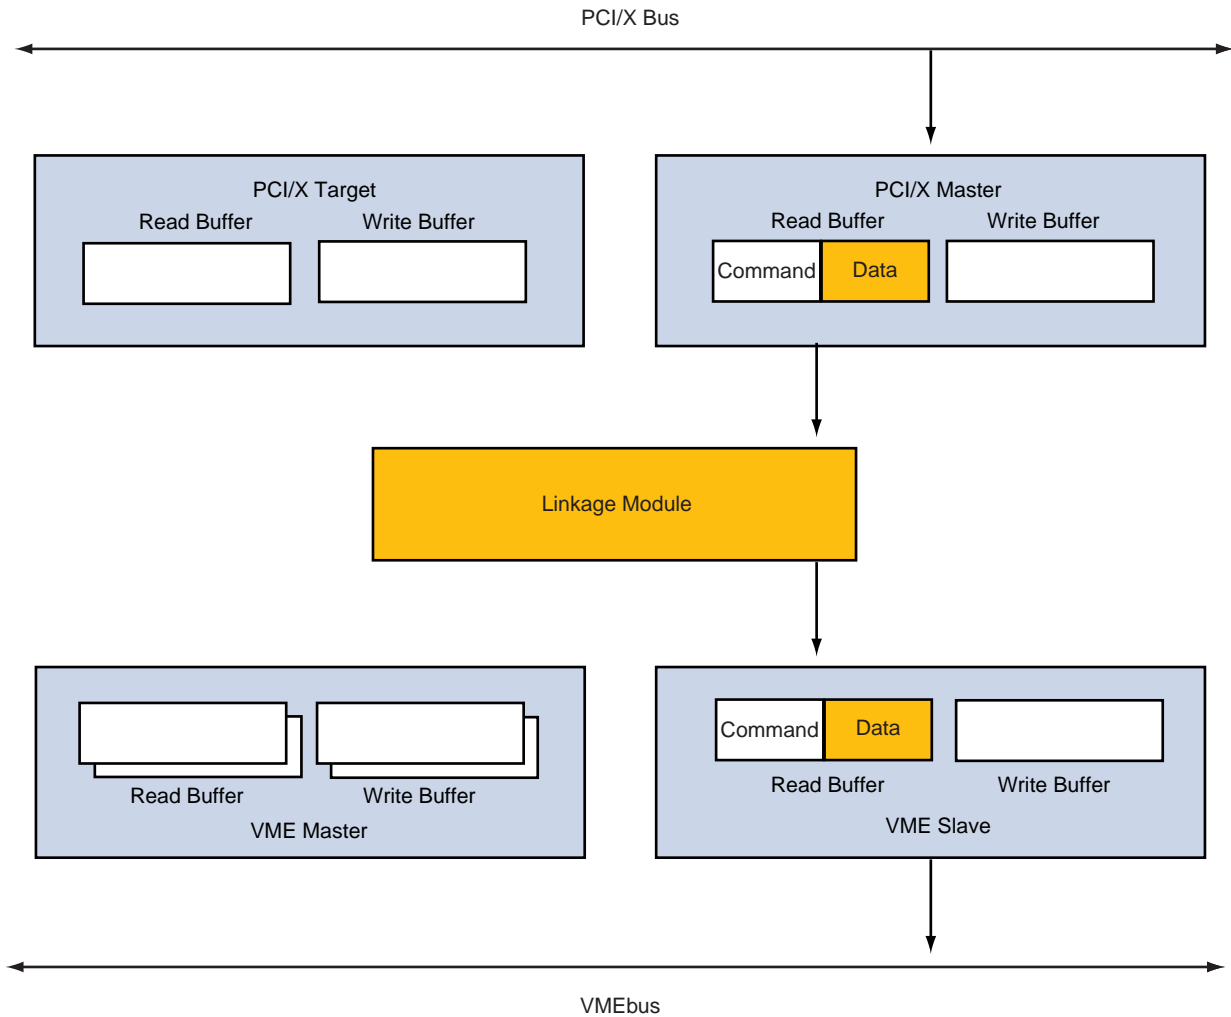 PCI/X Bus
PCI/X Target
Read Buffer
Write Buffer
PCI/X Master
Read Buffer
Write Buffer
Command
Data
Linkage Module
Read Buffer
Write Buffer
VME Master
Command
Data
Read Buffer
Write Buffer
VME Slave
VMEbus